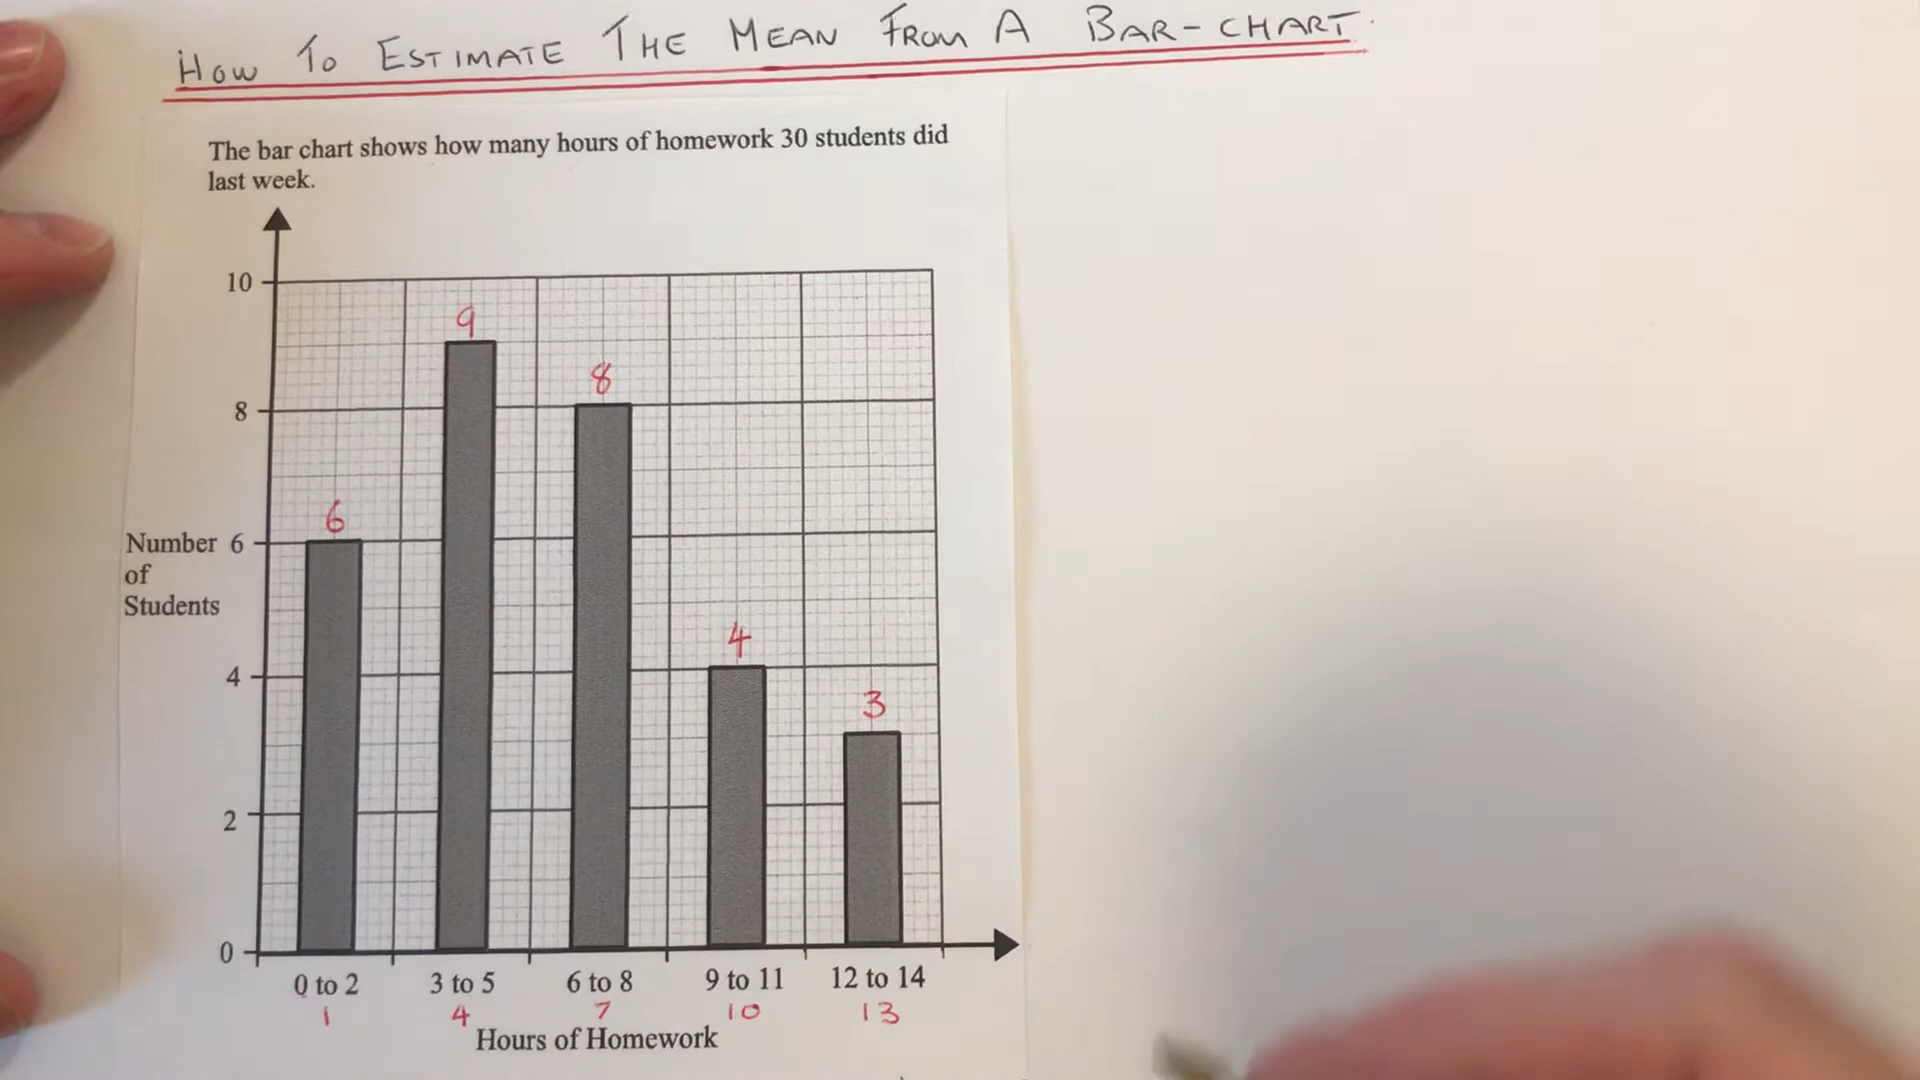 HOW TO ESTIMATE THE MEAN FROM A BAR-CHART.
The bar chart shows how many hours of homework 30 students did
last week.
10
9
8
8
6
Number 6
of
Students
4
4
3
2
0
0 to 2 3 to 5 6 to 8 9 to 11 12 to 14
1 4 7 10 13
Hours of Homework